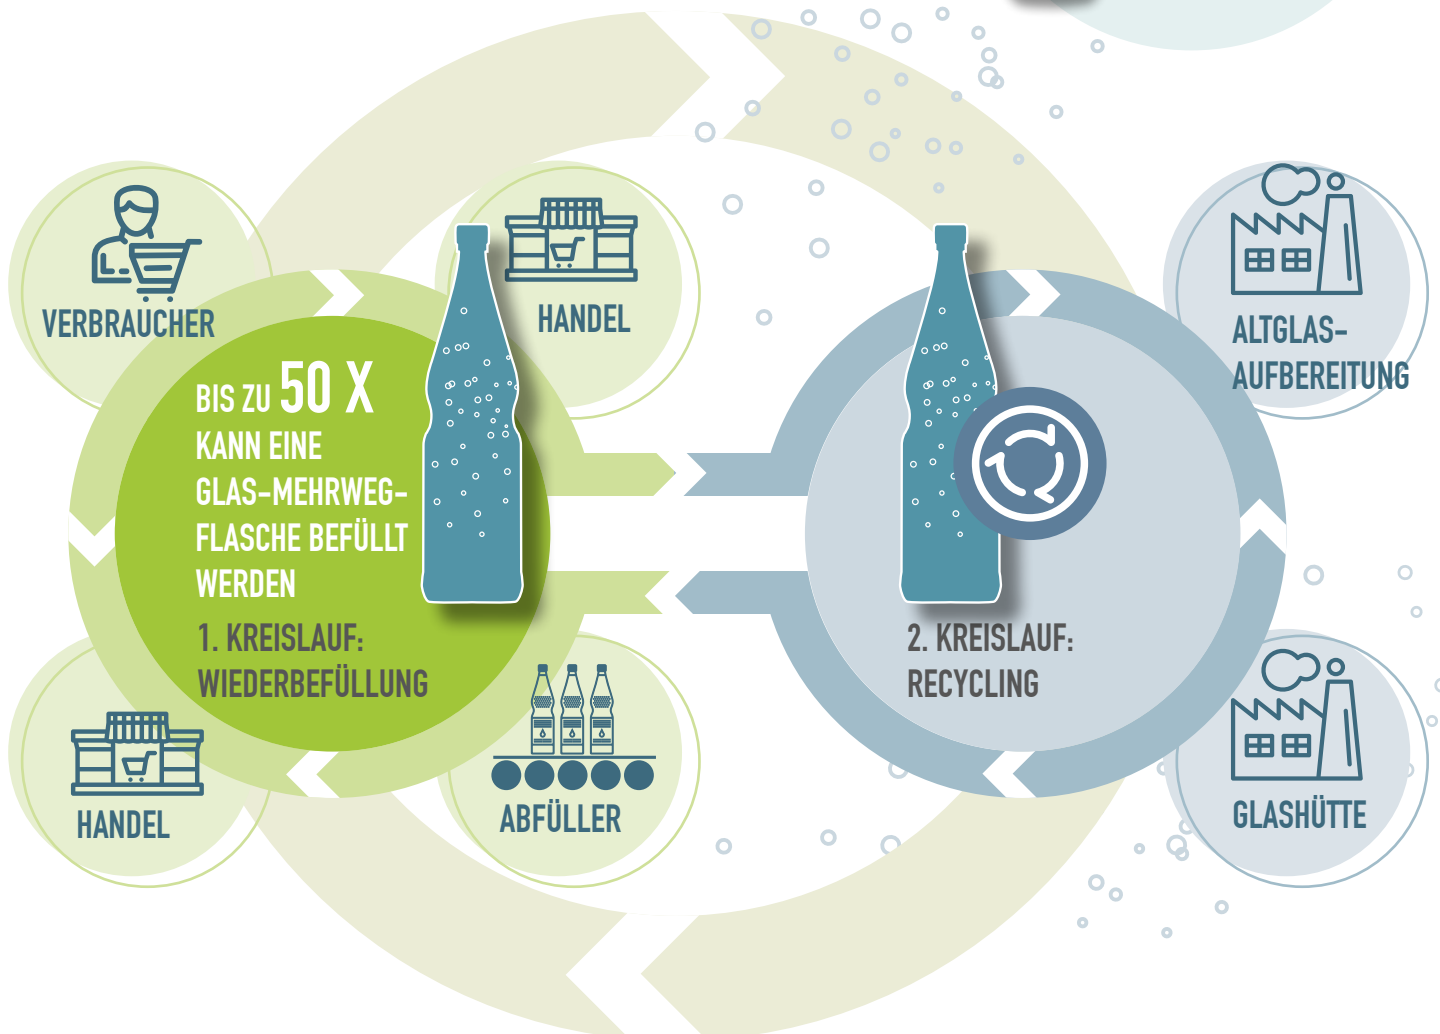 VERBRAUCHER
HANDEL
BIS ZU 50 X
KANN EINE
GLAS-MEHRWEG-
FLASCHE BEFÜLLT
WERDEN
1. KREISLAUF:
WIEDERBEFÜLLUNG
HANDEL
ABFÜLLER
ALTGLAS-
AUFBEREITUNG
2. KREISLAUF:
RECYCLING
GLASHÜTTE